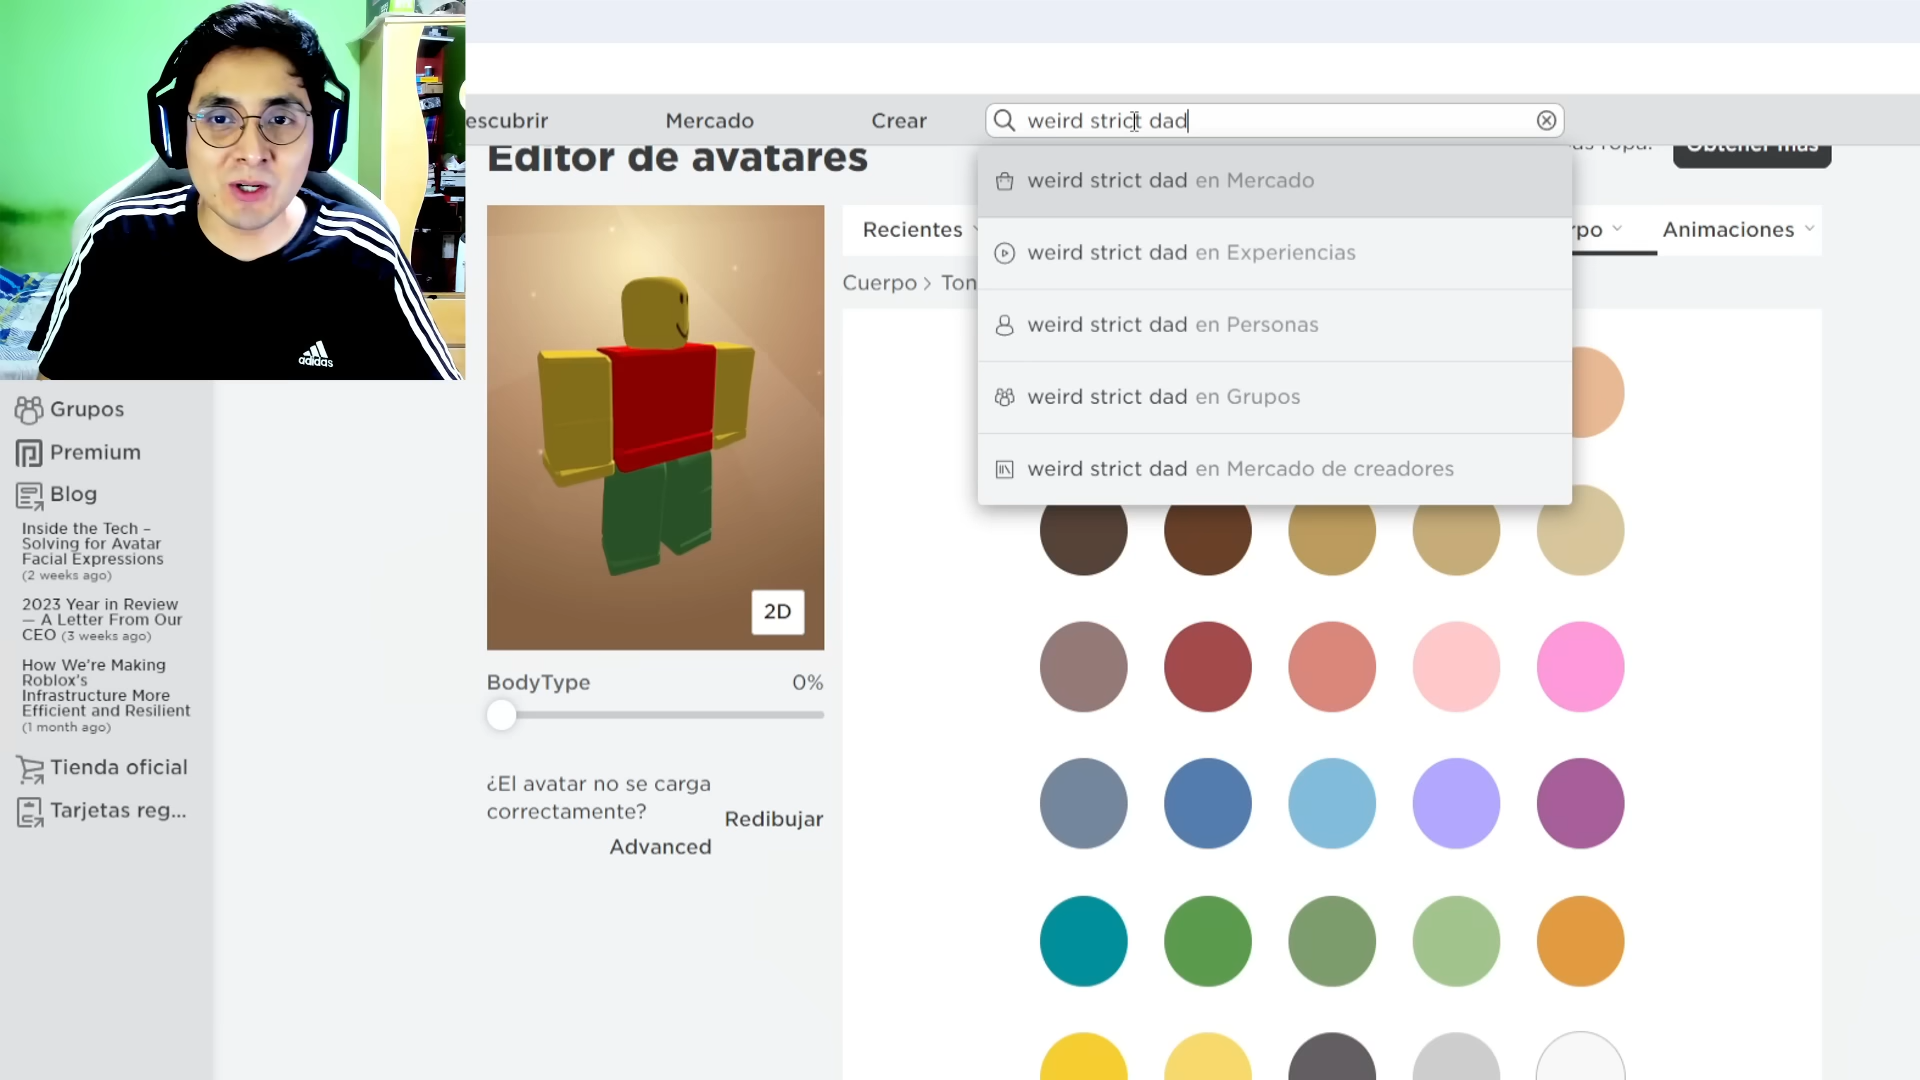 escubrir
Mercado
Crear
weird strict dad
Editor de avatares
Obtener más
weird strict dad en Mercado
weird strict dad en Experiencias
weird strict dad en Personas
weird strict dad en Grupos
weird strict dad en Mercado de creadores
Recientes
rpo
Animaciones
Cuerpo > Ton
adidas
2D
BodyType 0%
¿El avatar no se carga
correctamente?
Redibujar
Advanced
Grupos
Premium
Blog
Inside the Tech –
Solving for Avatar
Facial Expressions
(2 weeks ago)
2023 Year in Review
— A Letter From Our
CEO (3 weeks ago)
How We're Making
Roblox's
Infrastructure More
Efficient and Resilient
(1 month ago)
Tienda oficial
Tarjetas reg...